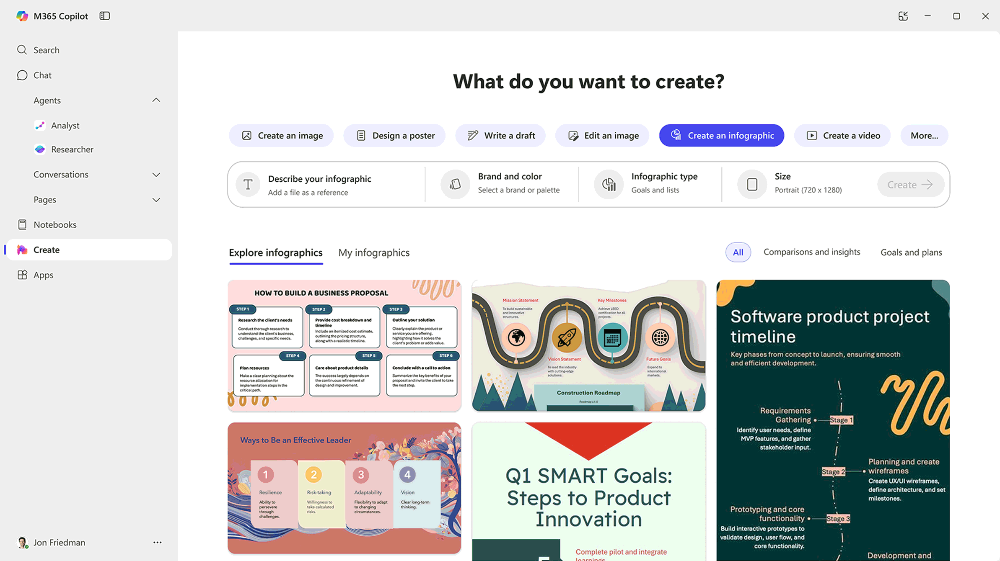 M365 Copilot
Search
Chat
Agents
Analyst
Researcher
Conversations
Pages
Notebooks
Create
Apps
Jon Friedman
What do you want to create?
Create an image
Design a poster
Write a draft
Edit an image
Create an infographic
Create a video
More...
T
Describe your infographic
Add a file as a reference
Brand and color
Select a brand or palette
Infographic type
Goals and lists
Size
Portrait (720 x 1280)
Create
Explore infographics
My infographics
All
Comparisons and insights
Goals and plans
HOW TO BUILD A BUSINESS PROPOSAL
STEP 1
Research the client's needs
Conduct thorough research to
understand the client's business,
challenges, and specific needs.
STEP 2
Provide cost breakdown and
timeline
Include an itemized cost estimate,
outlining the pricing structure,
along with a realistic timeline.
STEP 3
Outline your solution
Clearly explain the product or
service you are offering,
highlighting how it solves the
client's problem or adds value.
STEP 4
Plan resources
Make a clear planning about the
resource allocation for
implementation steps in the
critical path.
STEP 5
Care about product details
The success largely depends on
the continuous refinement of
design and improvement.
STEP 6
Conclude with a call to action
Summarize the key benefits of your
proposal and invite the client to take
the next step.
Mission Statement
To build sustainable
and innovative
structures.
Key Milestones
Achieve LEED
certification for all
projects.
Vision Statement
To lead the industry
with cutting-edge
solutions.
Future Goals
Expand to
international
markets.
Construction Roadmap
Roadmap v.1.0
Software product project
timeline
Key phases from concept to launch, ensuring smooth
and efficient development.
Requirements
Gathering
Stage 1
Identify user needs, define
MVP features, and gather
stakeholder input.
Planning and create
wireframes
Stage 2
Create UX/UI wireframes,
define architecture, and set
milestones.
Prototyping and core
functionality
Stage 3
Build interactive prototypes to
validate design, user flow, and
core functionality.
Development and
Ways to Be an Effective Leader
1
Resilience
Ability to
persevere
through
challenges.
2
Risk-taking
Willingness to
take calculated
risks.
3
Adaptability
Flexibility to adapt
to changing
circumstances.
4
Vision
Clear long-term
thinking.
Q1 SMART Goals:
Steps to Product
Innovation
Complete pilot and integrate
learnings